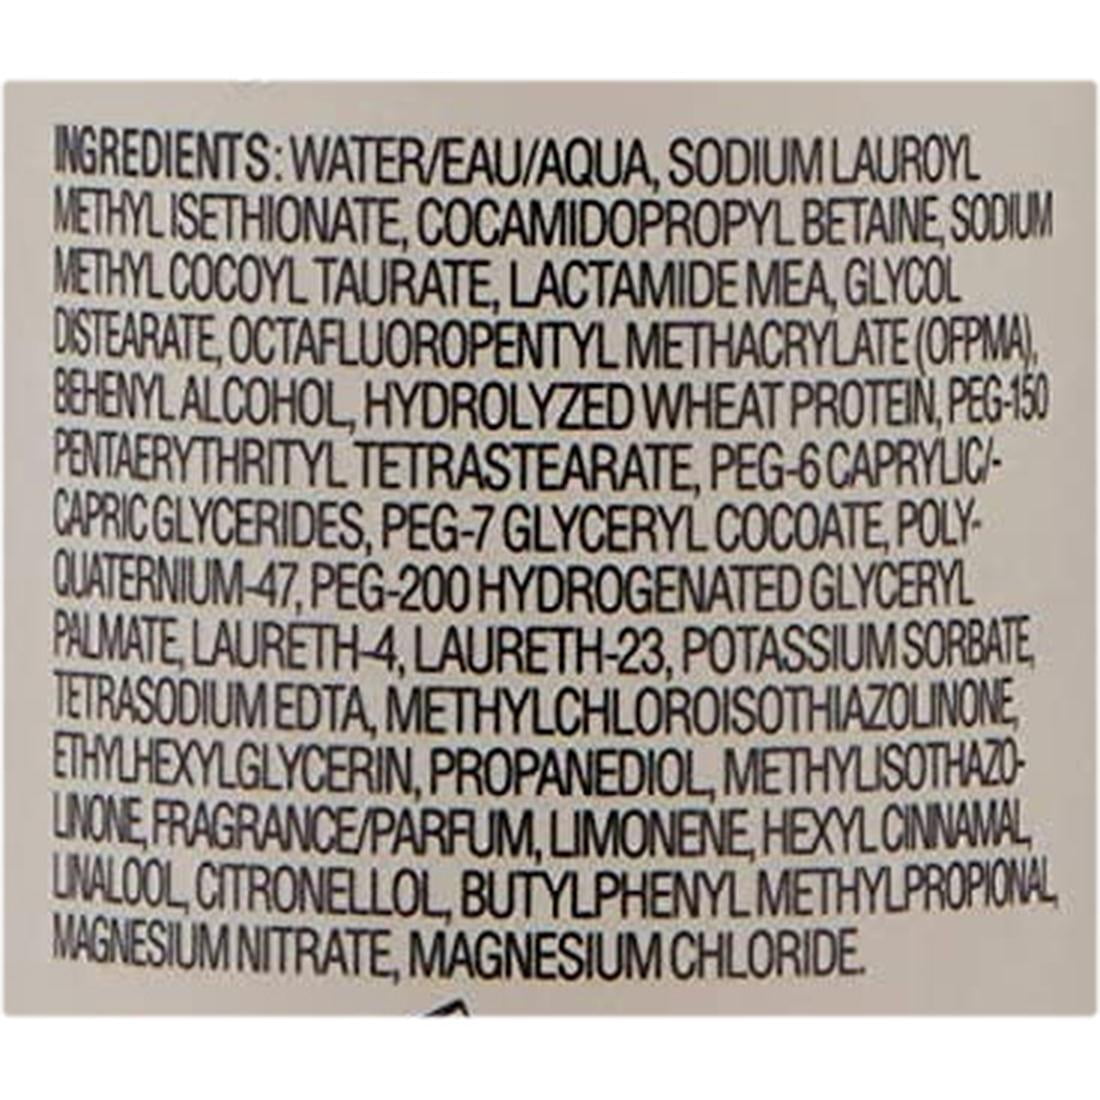 INGREDIENTS: WATER/EAU/AQUA, SODIUM LAUROYL
METHYL ISETHIONATE, COCAMIDOPROPYL BETAINE, SODIUM
METHYL COCOYL TAURATE, LACTAMIDE MEA, GLYCOL
DISTEARATE, OCTAFLUOROPENTYL METHACRYLATE (OFPMA),
BEHENYL ALCOHOL, HYDROLYZED WHEAT PROTEIN, PEG-150
PENTAERYTHRITYL TETRASTEARATE, PEG-6 CAPRYLIC/-
CAPRIC GLYCERIDES, PEG-7 GLYCERYL COCOATE, POLY-
QUATERNIUM-47, PEG-200 HYDROGENATED GLYCERYL
PALMATE, LAURETH-4, LAURETH-23, POTASSIUM SORBATE,
TETRASODIUM EDTA, METHYLCHLOROISOTHIAZOLINONE,
ETHYLHEXYLGLYCERIN, PROPANEDIOL, METHYLISOTHAZO-
LINONE, FRAGRANCE/PARFUM, LIMONENE, HEXYL CINNAMAL,
LINALOOL, CITRONELLOL, BUTYLPHENYL METHYLPROPIONAL,
MAGNESIUM NITRATE, MAGNESIUM CHLORIDE.